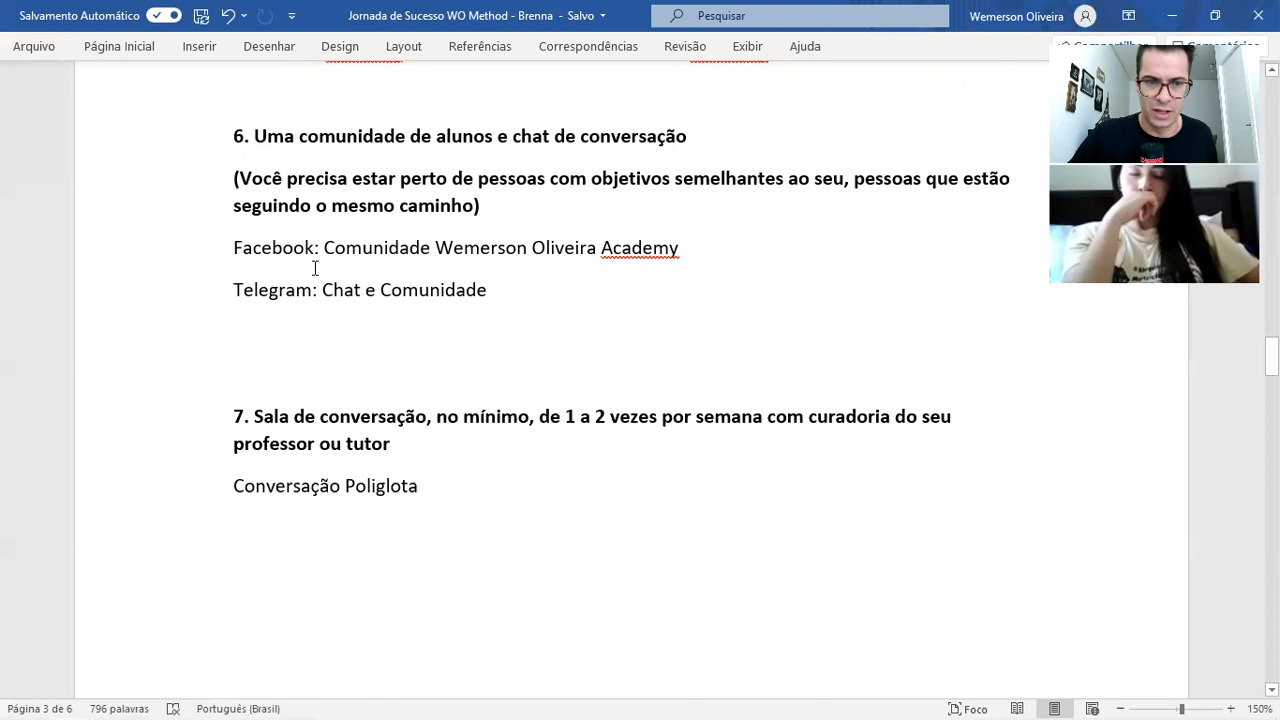 Salvamento Automático
Jornada de Sucesso WD Plus - Brenna - Salvo
Pesquisar
Wemerson Oliveira
Arquivo Página Inicial Inserir Desenhar Design Layout Referências Correspondências Revisão Exibir Ajuda
6. Uma comunidade de alunos e chat de conversação
(Você precisa estar perto de pessoas com objetivos semelhantes ao seu, pessoas que estão
seguindo o mesmo caminho)
Facebook: Comunidade Wemerson Oliveira Academy
Telegram: Chat e Comunidade
7. Sala de conversação, no mínimo, de 1 a 2 vezes por semana com curadoria do seu
professor ou tutor
Conversação Poliglota
Página 3 de 6 796 palavras Português (Brasil) Foco 150%